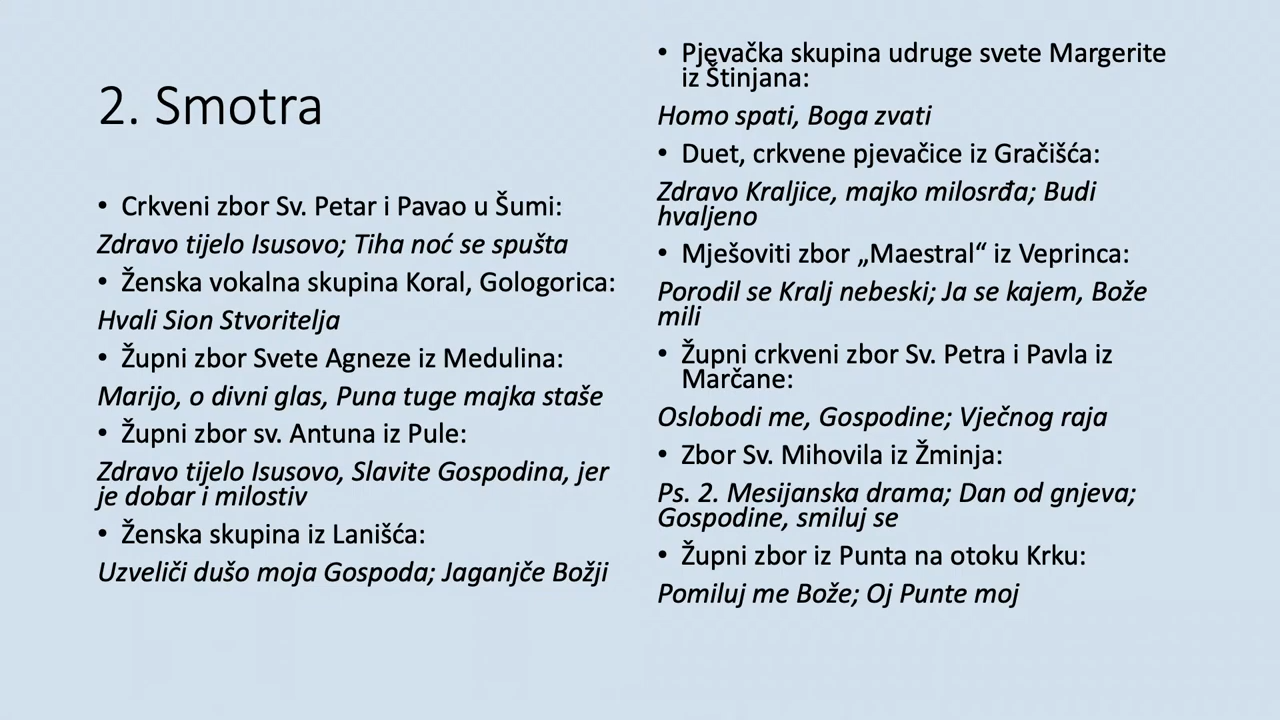 2. Smotra
• Crkveni zbor Sv. Petar i Pavao u Šumi:
Zdravo tijelo Isusovo; Tiha noć se spušta
• Ženska vokalna skupina Koral, Gologorica:
Hvali Sion Stvoritelja
• Župni zbor Svete Agneze iz Medulina:
Marijo, o divni glas, Puna tuge majka staše
• Župni zbor sv. Antuna iz Pule:
Zdravo tijelo Isusovo, Slavite Gospodina, jer
je dobar i milostiv
• Ženska skupina iz Lanišća:
Uzveliči dušo moja Gospoda; Jaganjče Božji
• Pjevačka skupina udruge svete Margerite
iz Štinjana:
Homo spati, Boga zvati
• Duet, crkvene pjevačice iz Gračišća:
Zdravo Kraljice, majko milosrđa; Budi
hvaljeno
• Mješoviti zbor „Maestral“ iz Veprinca:
Porodil se Kralj nebeski; Ja se kajem, Bože
mili
• Župni crkveni zbor Sv. Petra i Pavla iz
Marčane:
Oslobodi me, Gospodine; Vječnog raja
• Zbor Sv. Mihovila iz Žminja:
Ps. 2. Mesijanska drama; Dan od gnjeva;
Gospodine, smiluj se
• Župni zbor iz Punta na otoku Krku:
Pomiluj me Bože; Oj Punte moj